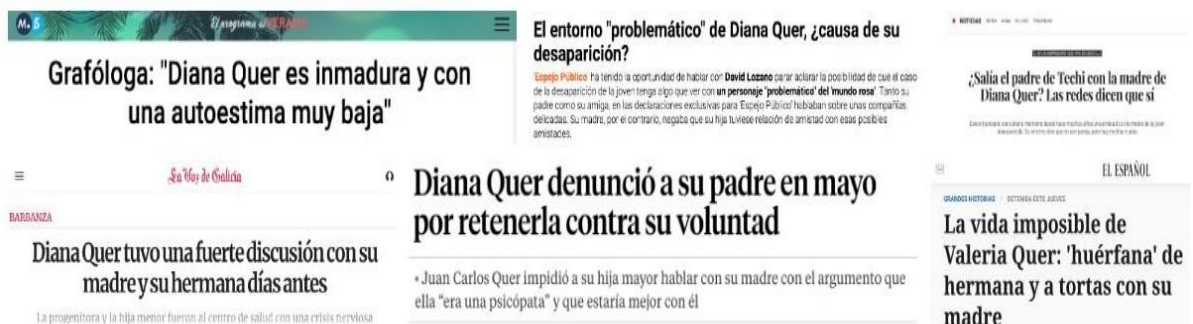 M. 5
El programa del VERANO
Grafóloga: "Diana Quer es inmadura y con
una autoestima muy baja"
El entorno "problemático" de Diana Quer, ¿causa de su
desaparición?
'Espejo Público' ha tenido la oportunidad de hablar con David Lozano para aclarar la posibilidad de que el caso
de la desaparición de la joven tenga algo que ver con un personaje 'problemático' del 'mundo rosa'. Tanto su
padre como su amiga, en las declaraciones exclusivas para 'Espejo Público' hablaban sobre unas compañías
delicadas. Su madre, por el contrario, negaba que su hija tuviese relación de amistad con esas posibles
amistades.
NOTICIAS
¿Salía el padre de Techi con la madre de
Diana Quer? Las redes dicen que sí
La Voz de Galicia
BARBANZA
Diana Quer tuvo una fuerte discusión con su
madre y su hermana días antes
La progenitora y la hija menor fueron al centro de salud con una crisis nerviosa
Diana Quer denunció a su padre en mayo
por retenerla contra su voluntad
• Juan Carlos Quer impidió a su hija mayor hablar con su madre con el argumento que
ella "era una psicópata" y que estaría mejor con él
EL ESPAÑOL
GRANDES HISTORIAS / DETENIDA ESTE JUEVES
La vida imposible de
Valeria Quer: 'huérfana' de
hermana y a tortas con su
madre